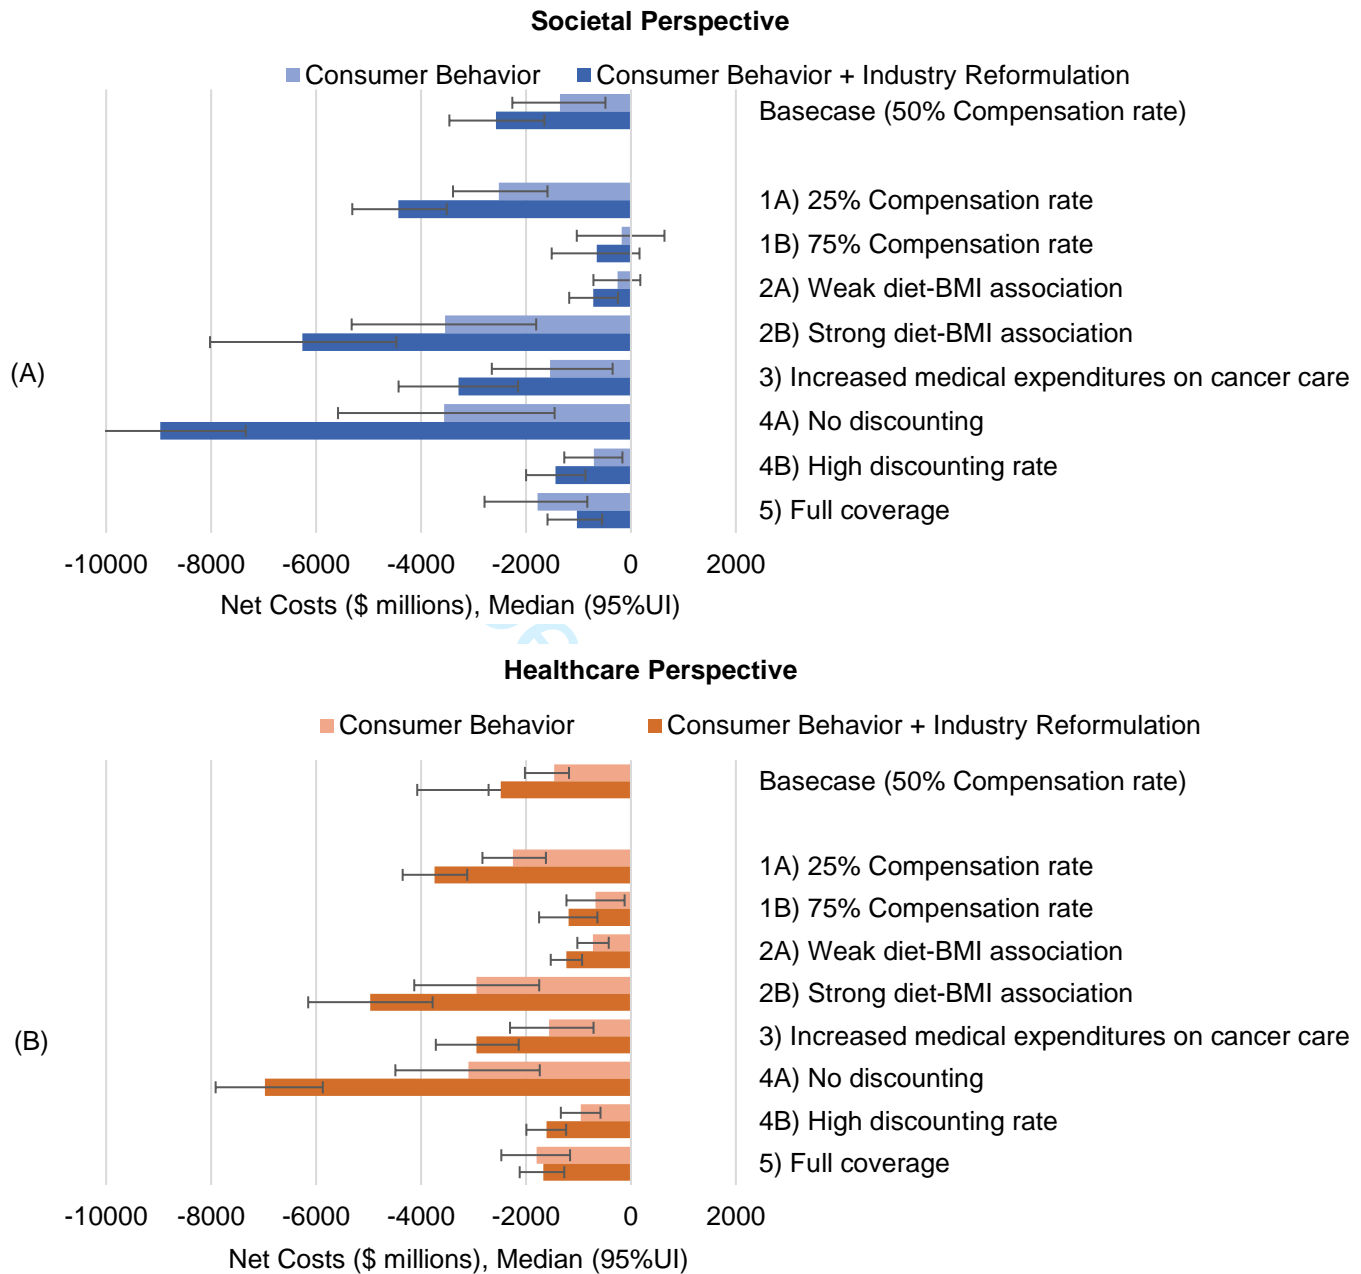 Societal Perspective
Consumer Behavior
Consumer Behavior + Industry Reformulation
Basecase (50% Compensation rate)
1A) 25% Compensation rate
1B) 75% Compensation rate
2A) Weak diet-BMI association
2B) Strong diet-BMI association
(A)
3) Increased medical expenditures on cancer care
4A) No discounting
4B) High discounting rate
5) Full coverage
-10000 -8000 -6000 -4000 -2000 0 2000
Net Costs ($ millions), Median (95%UI)
Healthcare Perspective
Consumer Behavior
Consumer Behavior + Industry Reformulation
Basecase (50% Compensation rate)
1A) 25% Compensation rate
1B) 75% Compensation rate
2A) Weak diet-BMI association
2B) Strong diet-BMI association
(B)
3) Increased medical expenditures on cancer care
4A) No discounting
4B) High discounting rate
5) Full coverage
-10000 -8000 -6000 -4000 -2000 0 2000
Net Costs ($ millions), Median (95%UI)